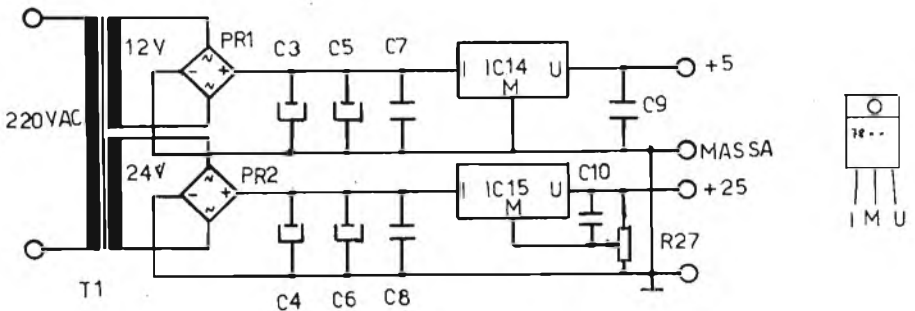 12V
PR1
C3
C5
C7
I
IC14
U
M
+5
C9
220VAC
MASSA
24V
PR2
I
IC15
U
M
C10
+25
R27
T1
C4
C6
C8
78--
I M U